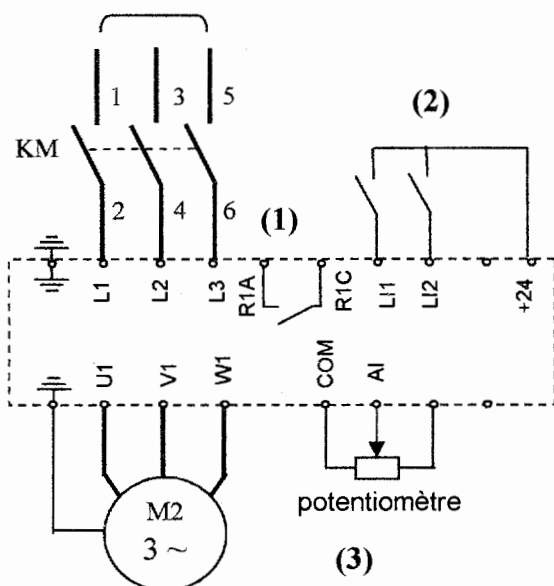 1 3 5
(2)
KM
2 4 6
(1)
L1 L2 L3 R1A R1C LI1 LI2 +24
U1 V1 W1 COM AI
potentiomètre
M2
3 ~
(3)